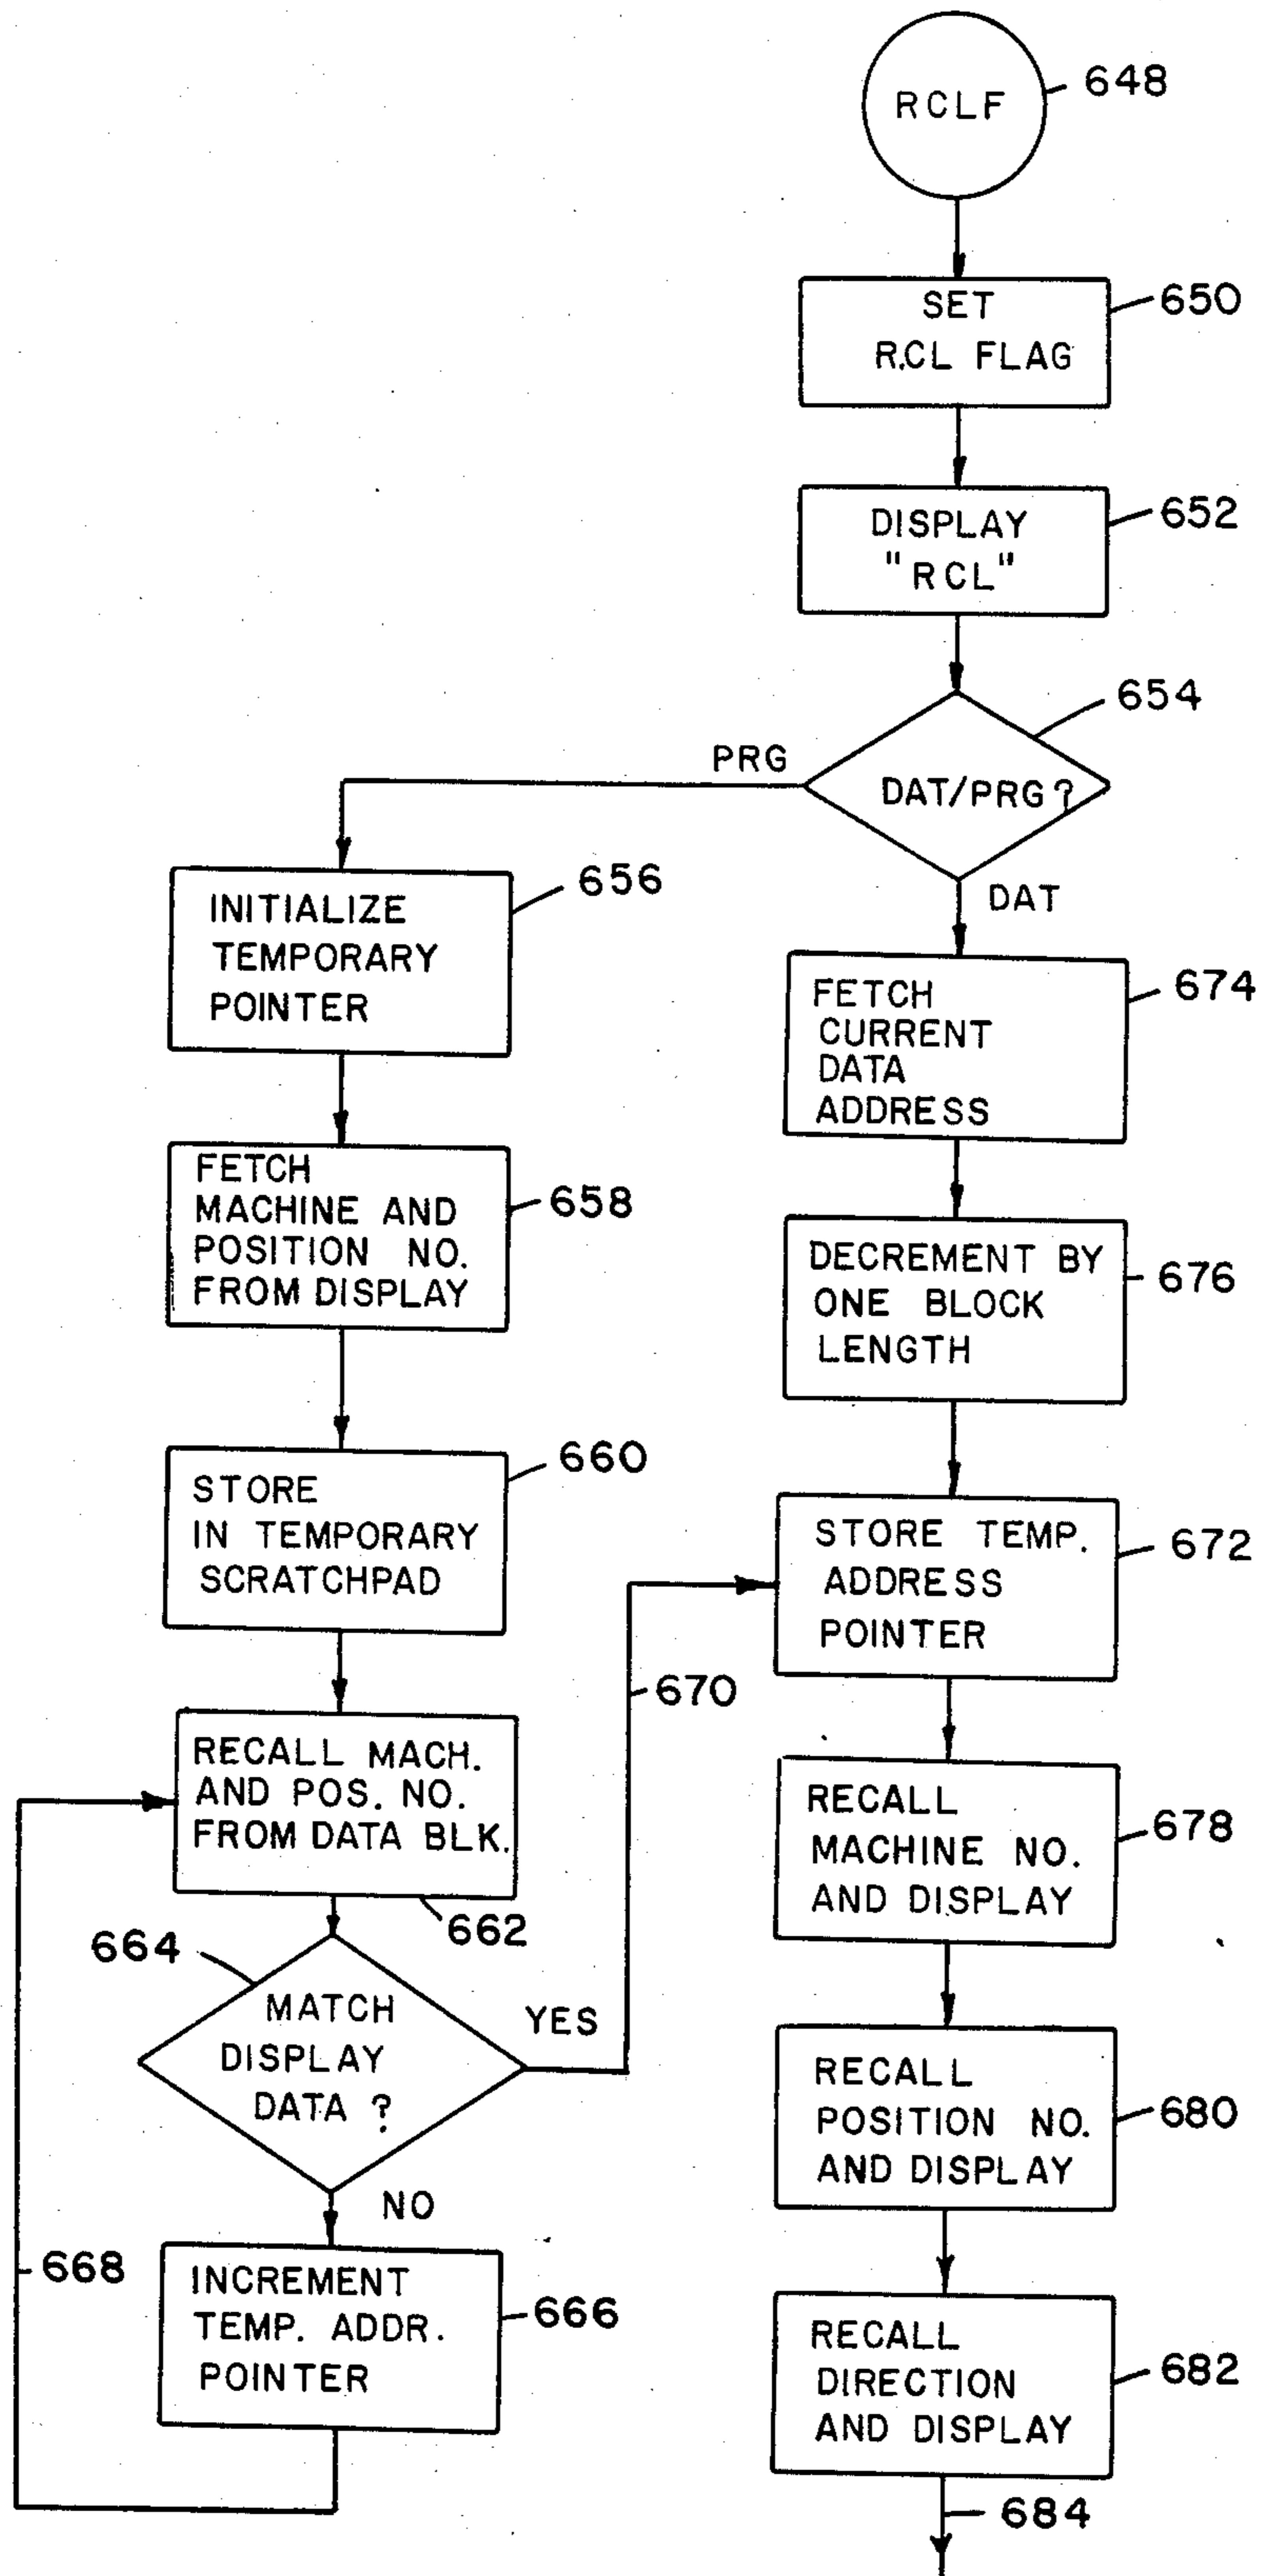 RCLF
648
SET
R.CL FLAG
650
DISPLAY
"RCL"
652
654
DAT/PRG?
PRG
DAT
INITIALIZE
TEMPORARY
POINTER
656
FETCH
MACHINE AND
POSITION NO.
FROM DISPLAY
658
STORE
IN TEMPORARY
SCRATCHPAD
660
RECALL MACH.
AND POS. NO.
FROM DATA BLK.
662
664
MATCH
DISPLAY
DATA ?
YES
NO
INCREMENT
TEMP. ADDR.
POINTER
666
668
670
FETCH
CURRENT
DATA
ADDRESS
674
DECREMENT BY
ONE BLOCK
LENGTH
676
STORE TEMP.
ADDRESS
POINTER
672
RECALL
MACHINE NO.
AND DISPLAY
678
RECALL
POSITION NO.
AND DISPLAY
680
RECALL
DIRECTION
AND DISPLAY
682
684